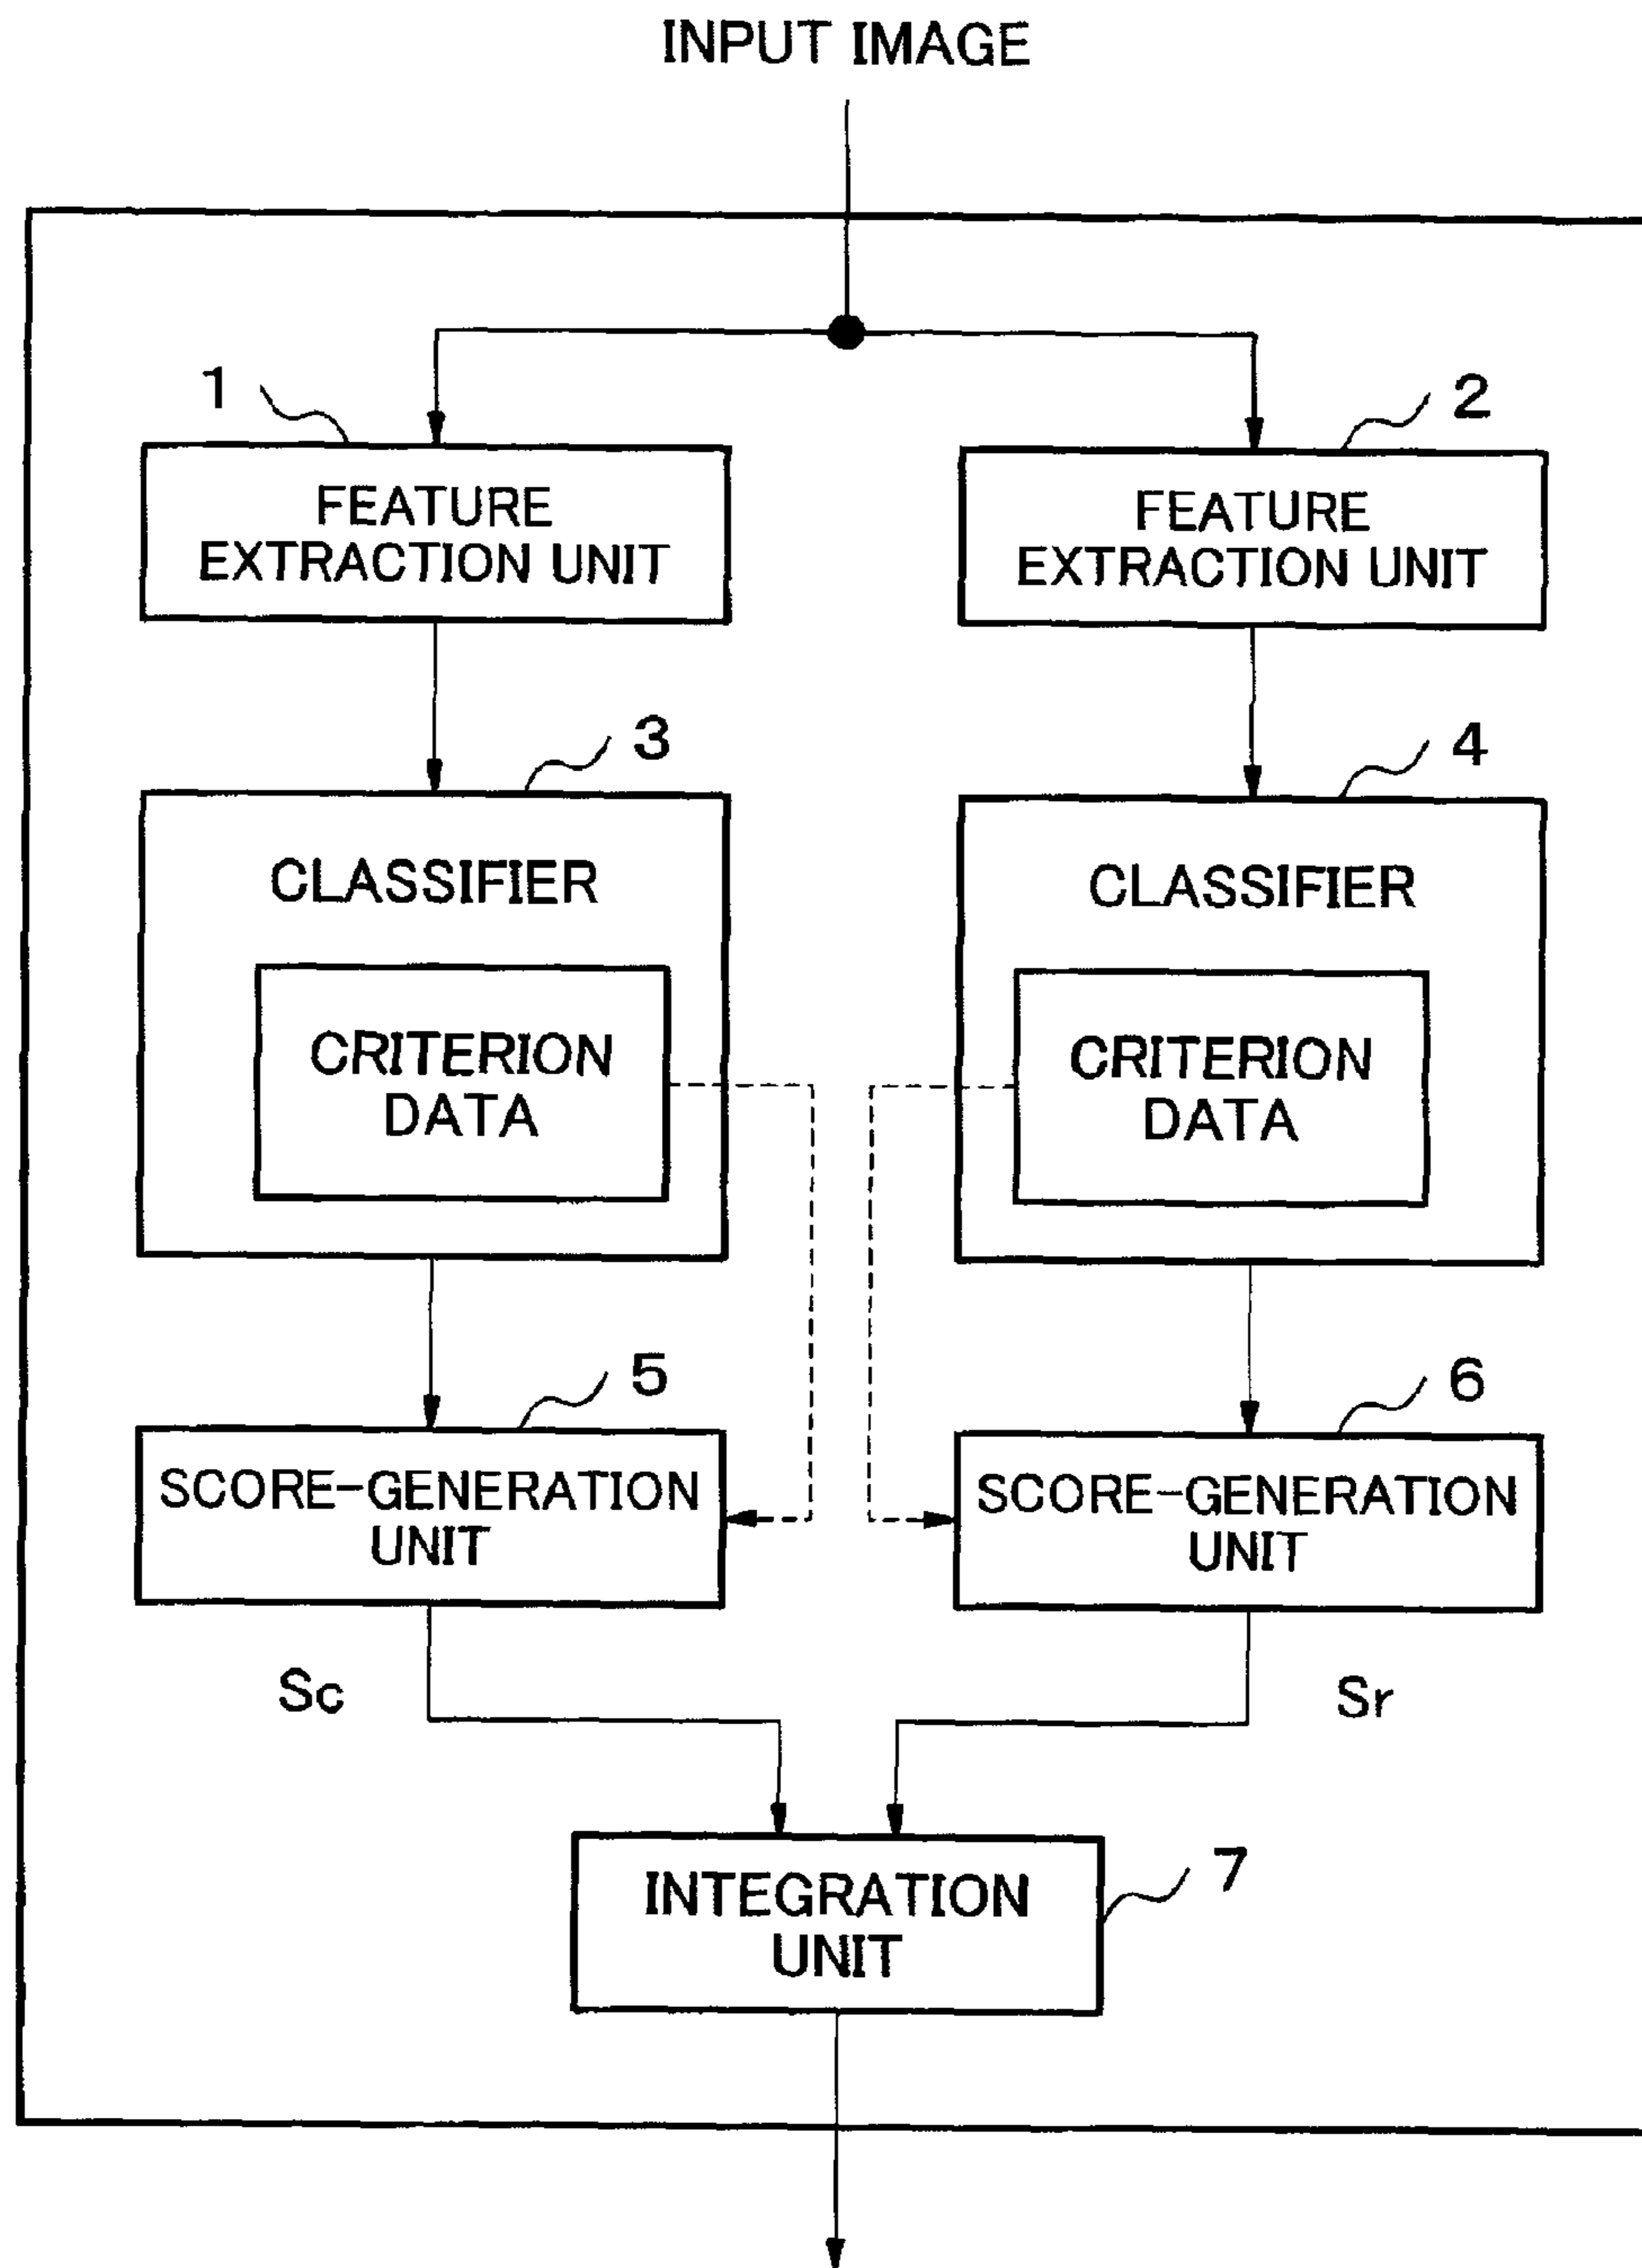 INPUT IMAGE
1
2
FEATURE
EXTRACTION UNIT
FEATURE
EXTRACTION UNIT
3
4
CLASSIFIER
CLASSIFIER
CRITERION
DATA
CRITERION
DATA
5
6
SCORE-GENERATION
UNIT
SCORE-GENERATION
UNIT
Sc
Sr
INTEGRATION
UNIT
7